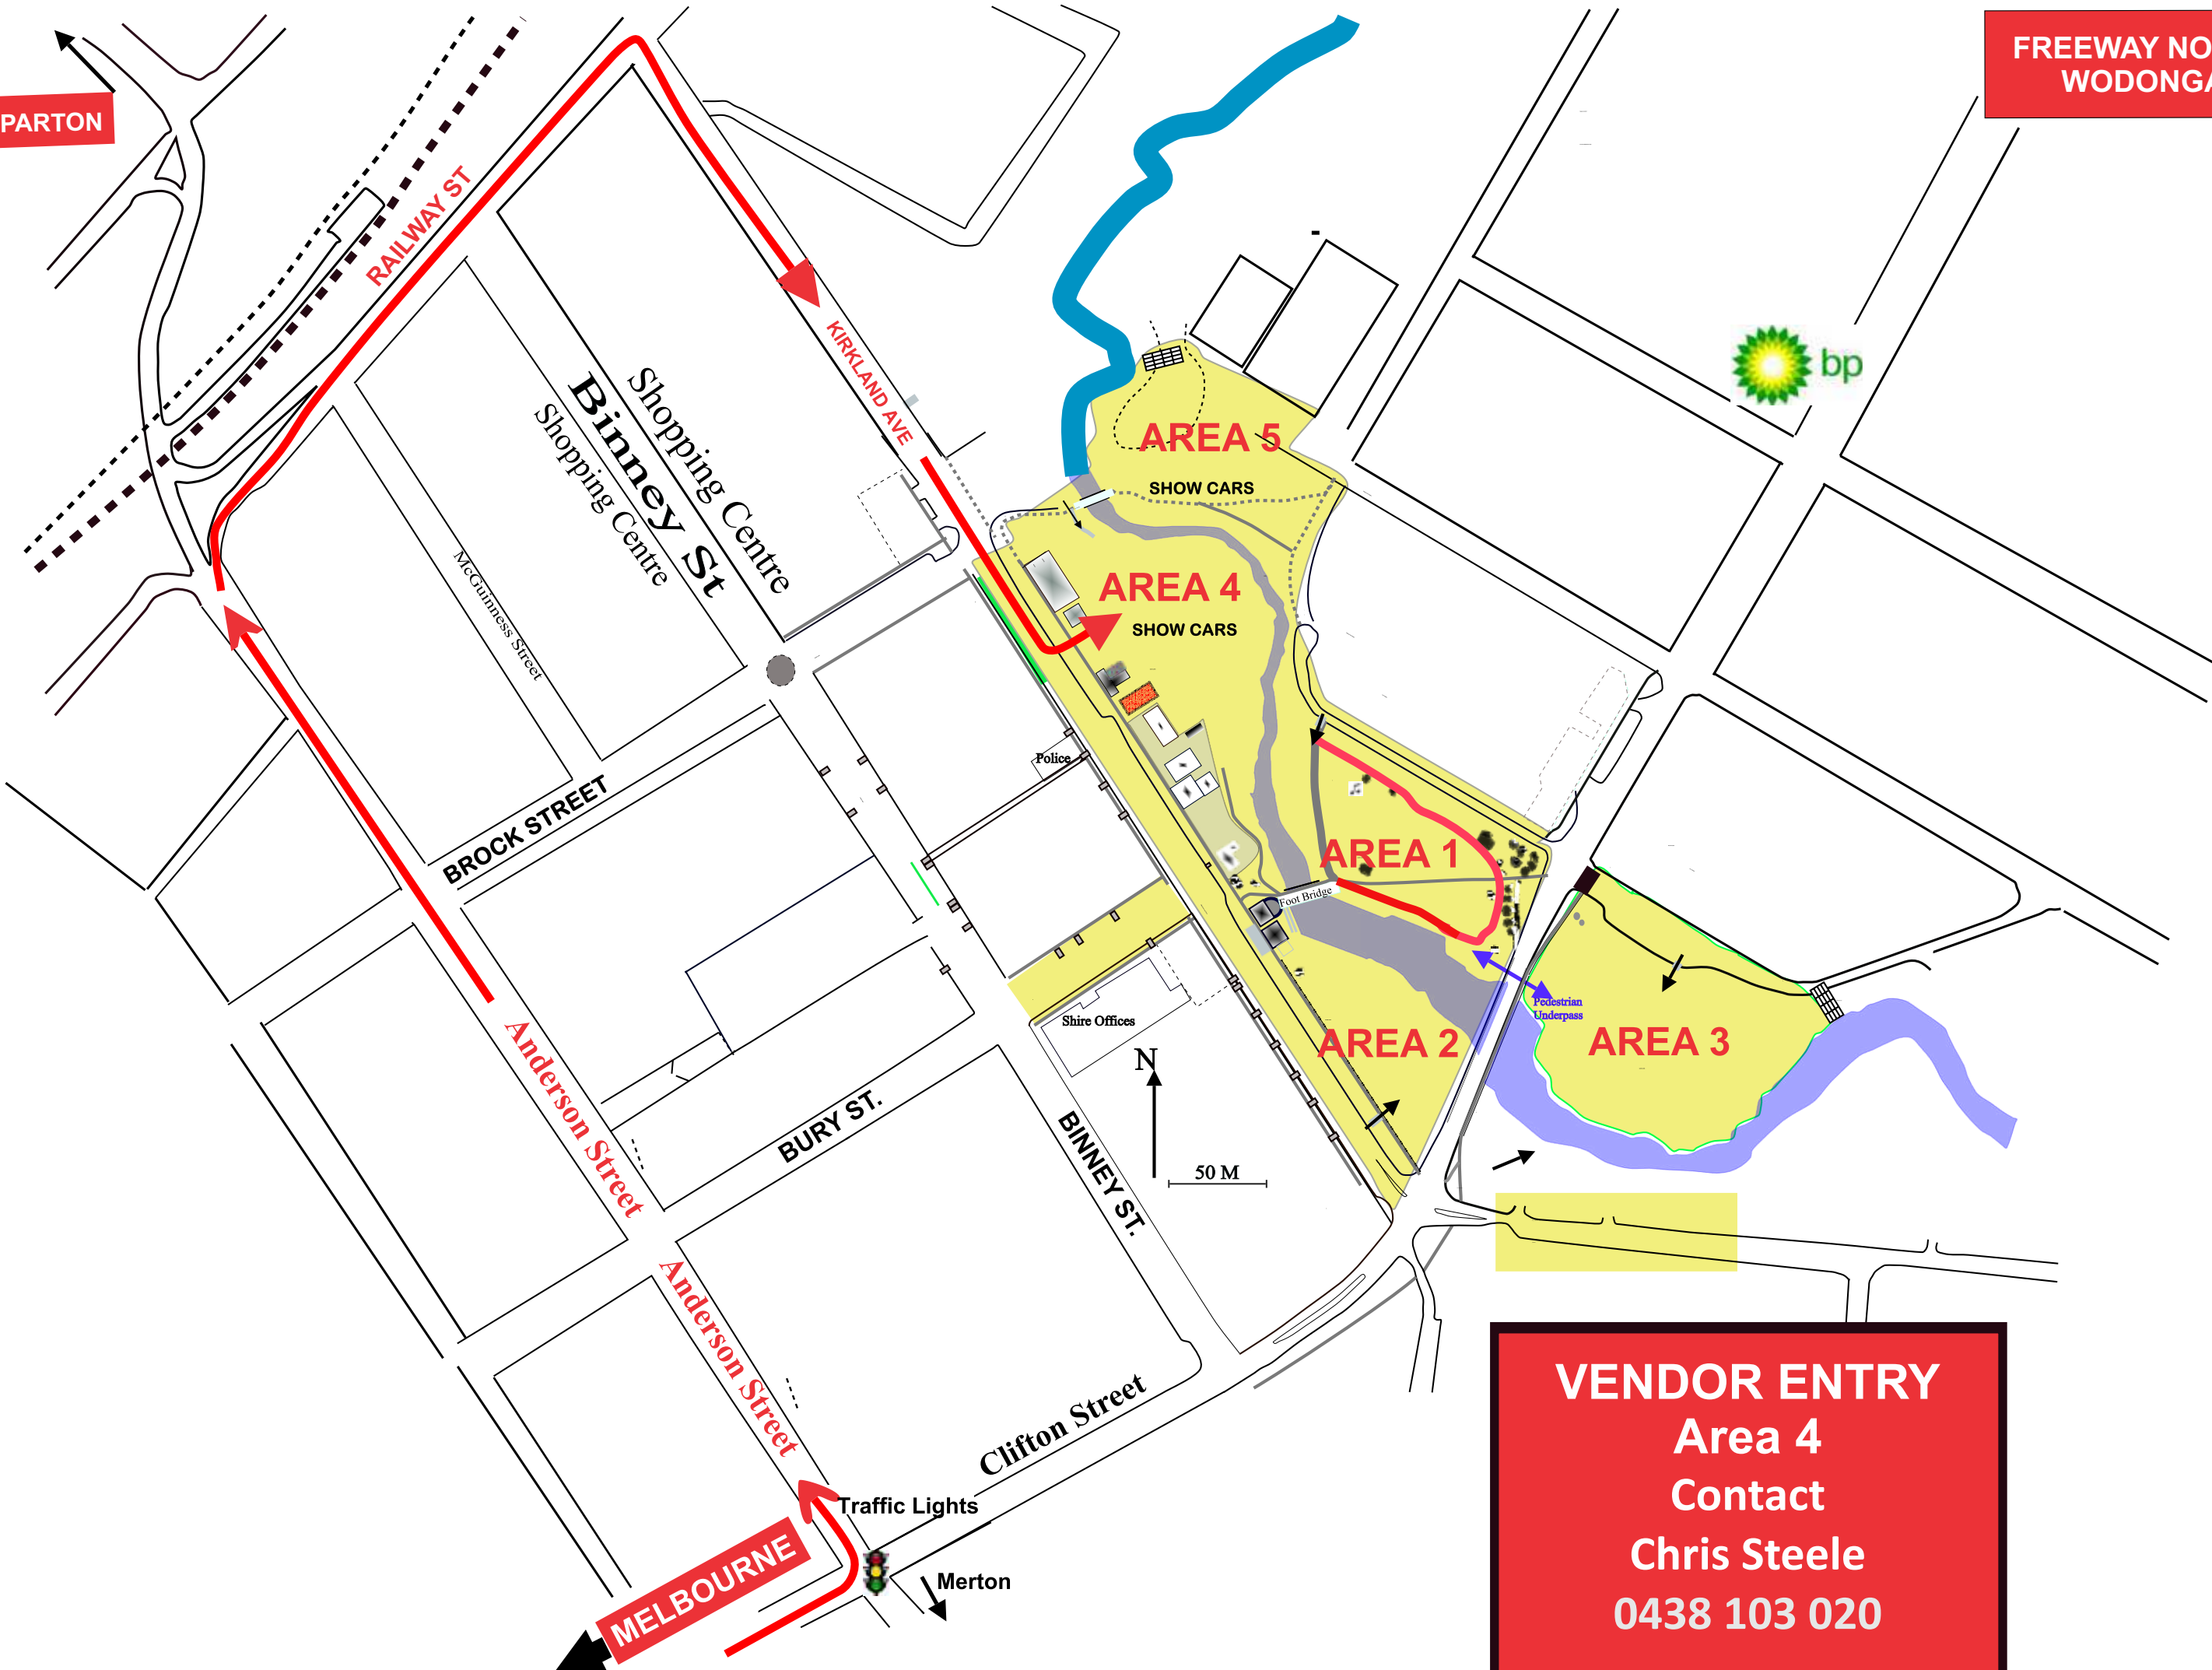 PARTON
FREEWAY NO
WODONGA
RAILWAY ST
KIRKLAND AVE
bp
Shopping Centre
Binney St
Shopping Centre
McGuinness Street
AREA 5
SHOW CARS
AREA 4
SHOW CARS
Police
BROCK STREET
AREA 1
Foot Bridge
Shire Offices
Pedestrian
Underpass
AREA 2
AREA 3
N
50 M
Anderson Street
BURY ST.
BINNEY ST.
Anderson Street
Clifton Street
Traffic Lights
MELBOURNE
Merton
VENDOR ENTRY
Area 4
Contact
Chris Steele
0438 103 020